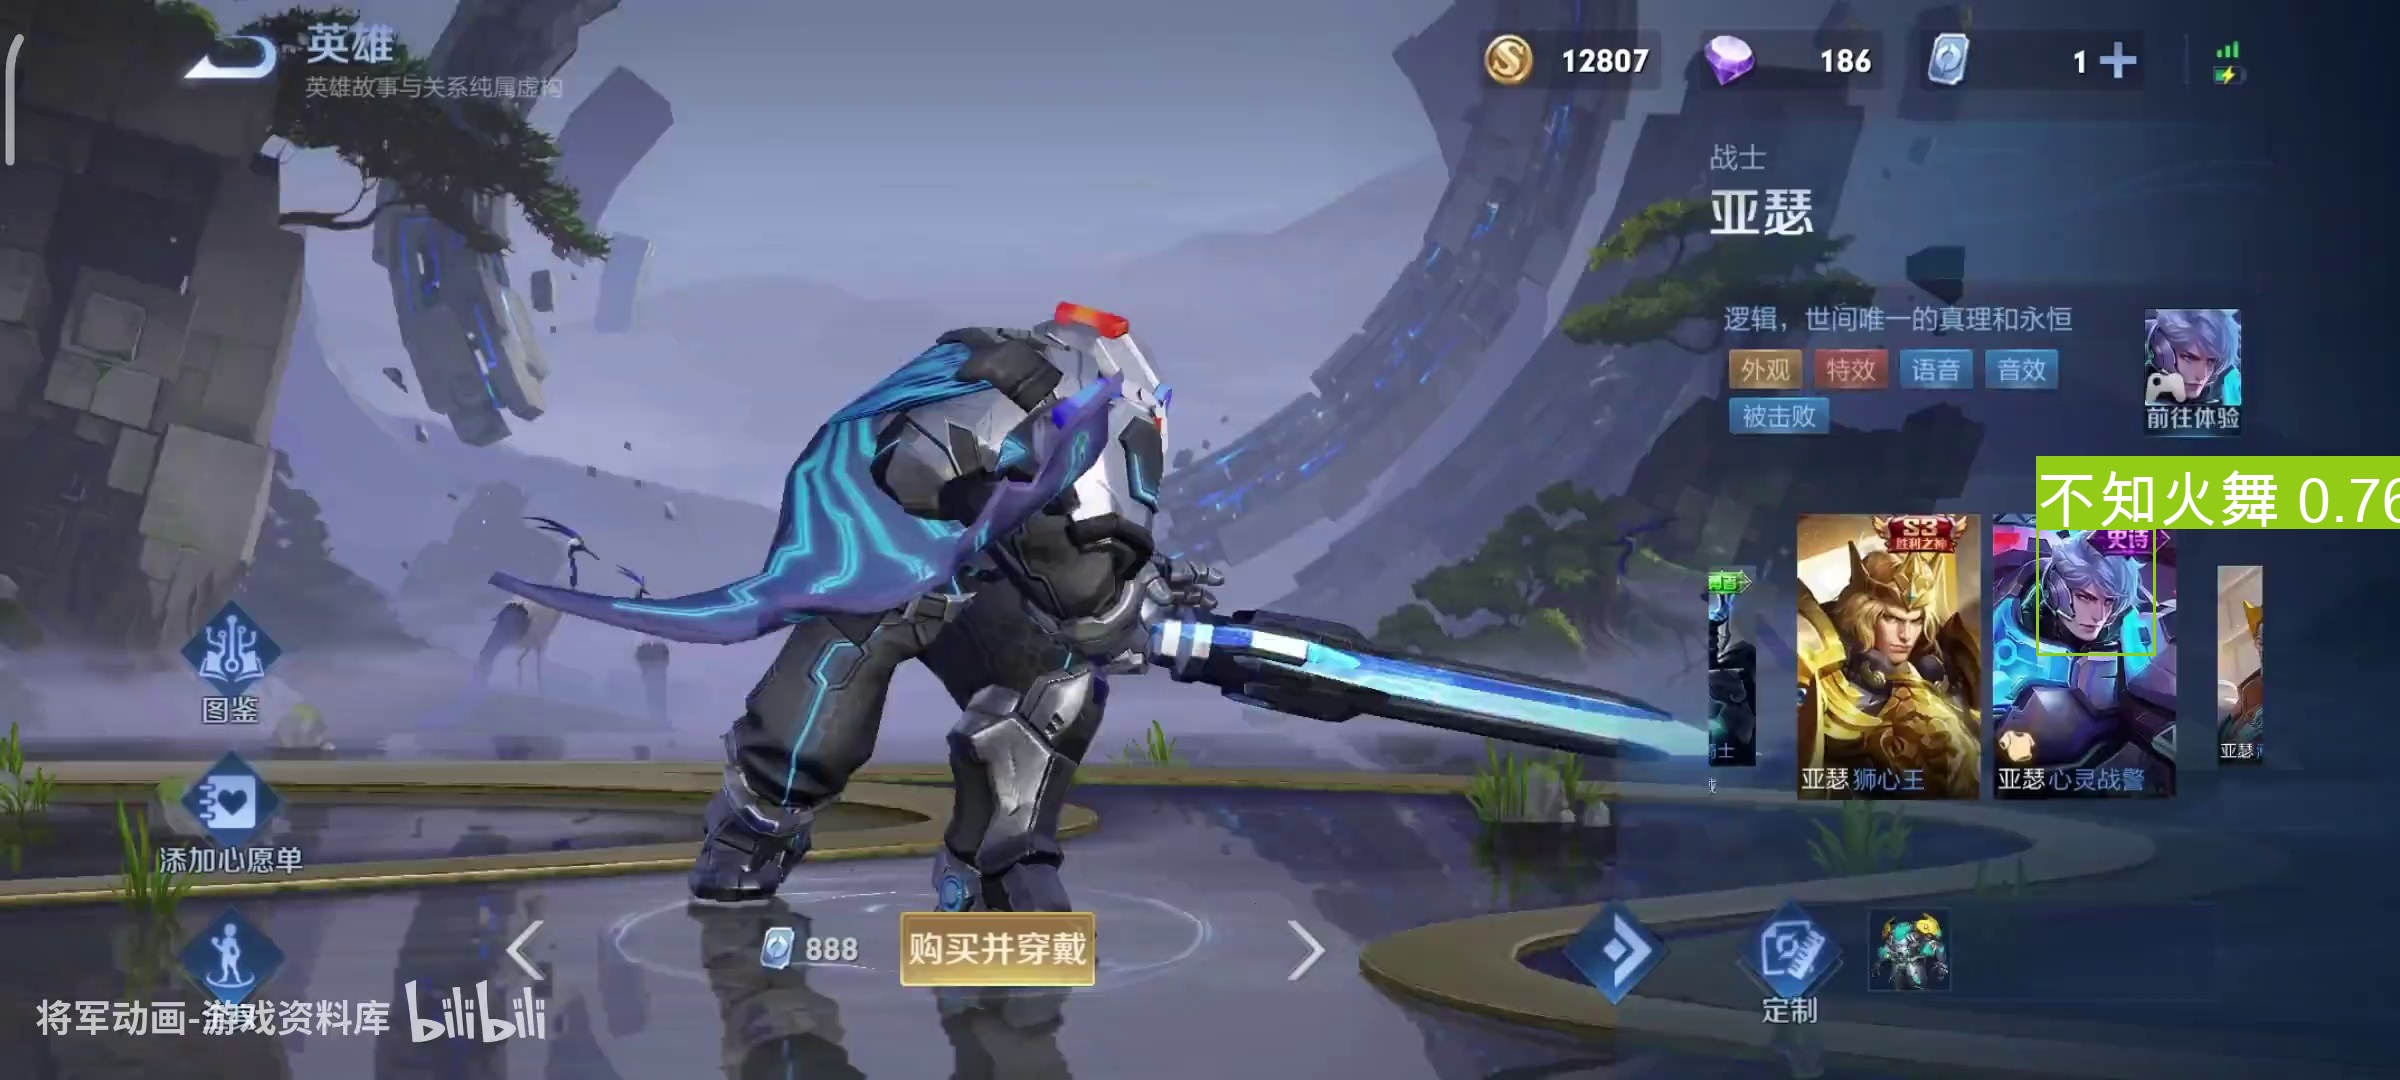 英雄
英雄故事与关系纯属虚构
12807
186
1
战士
亚瑟
逻辑，世间唯一的真理和永恒
外观
特效
语音
音效
被击败
前往体验
不知火舞 0.76
勇者
S3
胜利之神
史诗
骑士
亚瑟狮心王
亚瑟心灵战警
亚瑟
图鉴
添加心愿单
888
购买并穿戴
定制
将军动画-游戏资料库
bilibili